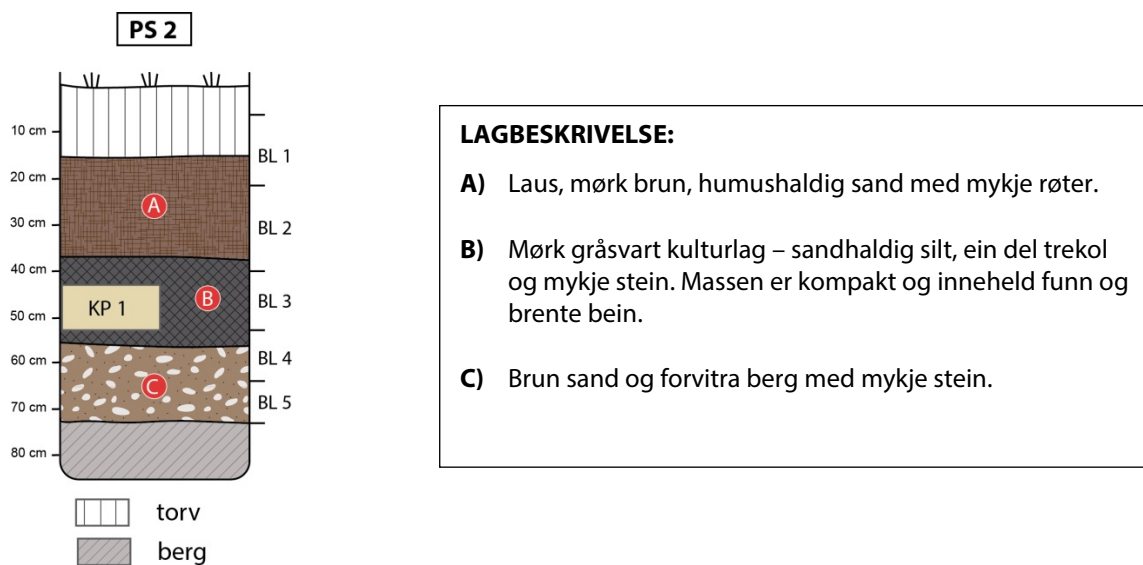 PS 2
10 cm
20 cm
30 cm
40 cm
50 cm
60 cm
70 cm
80 cm
BL 1
BL 2
BL 3
BL 4
BL 5
A
B
KP 1
C
torv
berg
LAGBESKRIVELSE:
A) Laus, mørk brun, humushaldig sand med mykje røter.
B) Mørk gråsvart kulturlag – sandhaldig silt, ein del trekol
og mykje stein. Massen er kompakt og inneheld funn og
brente bein.
C) Brun sand og forvitra berg med mykje stein.